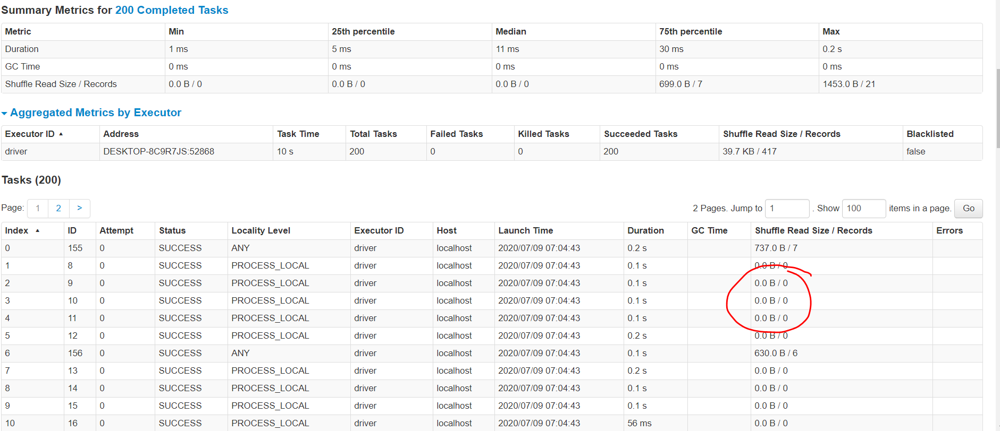 Summary Metrics for 200 Completed Tasks
Metric Min 25th percentile Median 75th percentile Max
Duration 1 ms 5 ms 11 ms 30 ms 0.2 s
GC Time 0 ms 0 ms 0 ms 0 ms 0 ms
Shuffle Read Size / Records 0.0 B / 0 0.0 B / 0 0.0 B / 0 699.0 B / 7 1453.0 B / 21
Aggregated Metrics by Executor
Executor ID Address Task Time Total Tasks Failed Tasks Killed Tasks Succeeded Tasks Shuffle Read Size / Records Blacklisted
driver DESKTOP-8C9R7JS:52868 10 s 200 0 0 200 39.7 KB / 417 false
Tasks (200)
Page: 1 2 > 2 Pages. Jump to 1 . Show 100 items in a page. Go
Index ID Attempt Status Locality Level Executor ID Host Launch Time Duration GC Time Shuffle Read Size / Records Errors
0 155 0 SUCCESS ANY driver localhost 2020/07/09 07:04:43 0.2 s 737.0 B / 7
1 8 0 SUCCESS PROCESS_LOCAL driver localhost 2020/07/09 07:04:43 0.1 s 0.0 B / 0
2 9 0 SUCCESS PROCESS_LOCAL driver localhost 2020/07/09 07:04:43 0.1 s 0.0 B / 0
3 10 0 SUCCESS PROCESS_LOCAL driver localhost 2020/07/09 07:04:43 0.1 s 0.0 B / 0
4 11 0 SUCCESS PROCESS_LOCAL driver localhost 2020/07/09 07:04:43 0.1 s 0.0 B / 0
5 12 0 SUCCESS PROCESS_LOCAL driver localhost 2020/07/09 07:04:43 0.2 s 0.0 B / 0
6 156 0 SUCCESS ANY driver localhost 2020/07/09 07:04:43 0.1 s 630.0 B / 6
7 13 0 SUCCESS PROCESS_LOCAL driver localhost 2020/07/09 07:04:43 0.2 s 0.0 B / 0
8 14 0 SUCCESS PROCESS_LOCAL driver localhost 2020/07/09 07:04:43 0.1 s 0.0 B / 0
9 15 0 SUCCESS PROCESS_LOCAL driver localhost 2020/07/09 07:04:43 0.1 s 0.0 B / 0
10 16 0 SUCCESS PROCESS_LOCAL driver localhost 2020/07/09 07:04:43 56 ms 0.0 B / 0